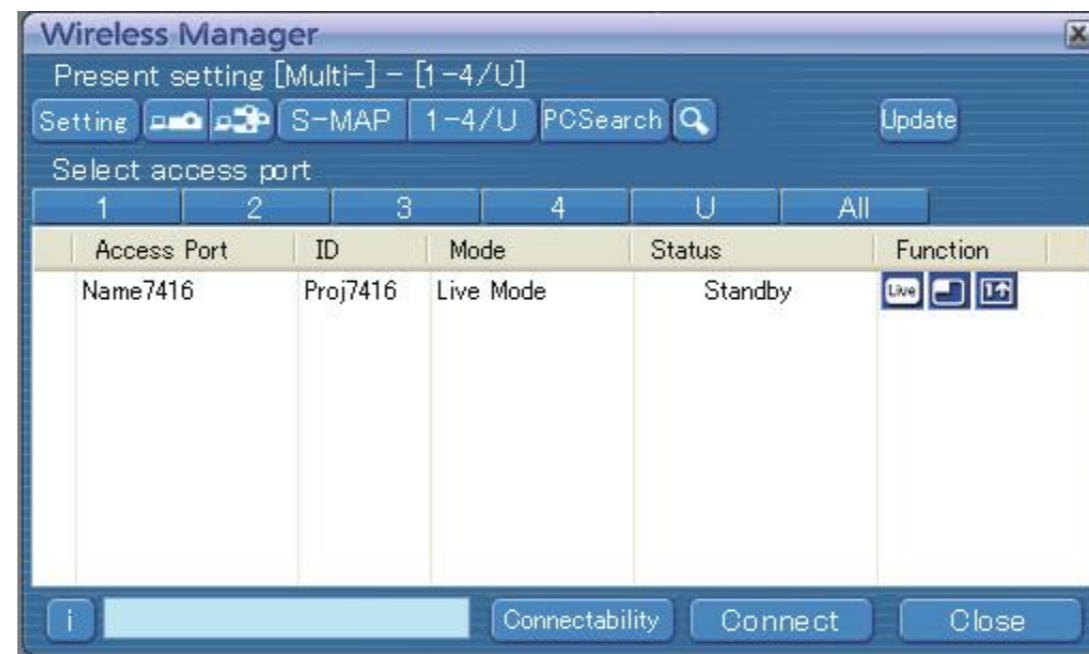 Wireless Manager
Present setting [Multi-] - [1-4/U]
Setting S-MAP 1-4/U PCSearch Update
Select access port
1 2 3 4 U All
Access Port ID Mode Status Function
Name7416 Proj7416 Live Mode Standby Live 1
i Connectability Connect Close